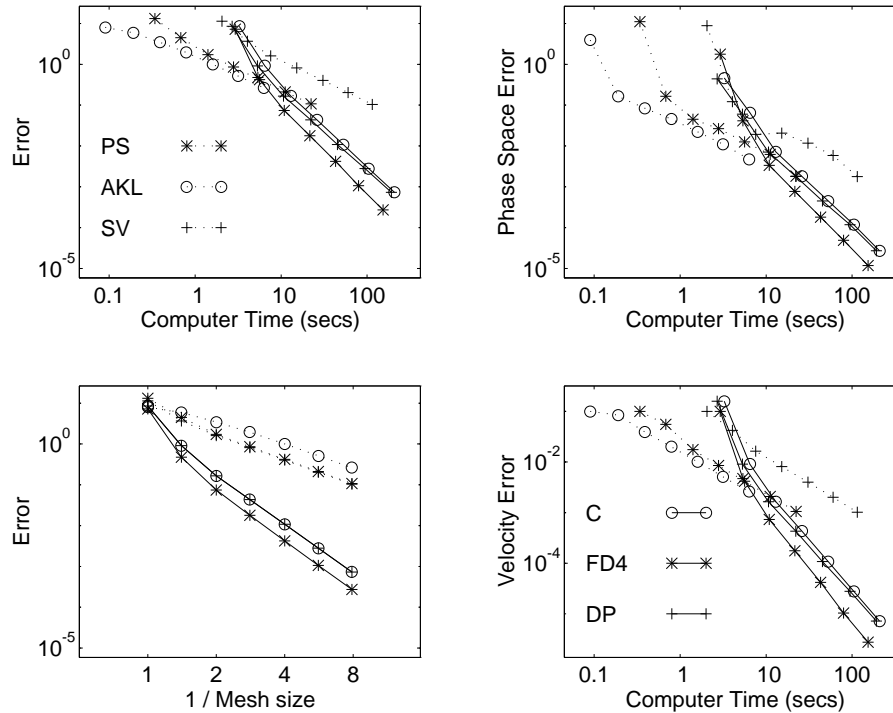 Error
10^0
10^-5
PS
AKL
SV
0.1 1 10 100
Computer Time (secs)
Phase Space Error
10^0
10^-5
0.1 1 10 100
Computer Time (secs)
Error
10^0
10^-5
1 2 4 8
1 / Mesh size
Velocity Error
10^-2
10^-4
C
FD4
DP
0.1 1 10 100
Computer Time (secs)